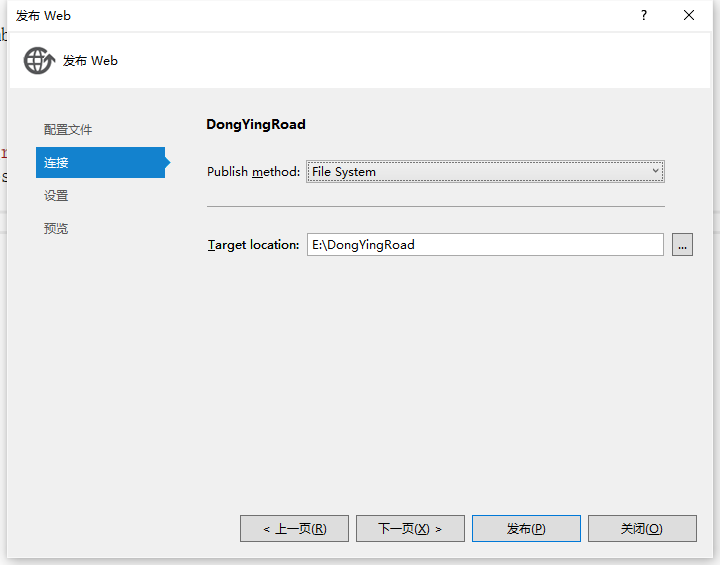 发布 Web
?
发布 Web
配置文件
连接
设置
预览
DongYingRoad
Publish method: File System
Target location: E:\DongYingRoad ...
< 上一页(R) 下一页(X) > 发布(P) 关闭(O)